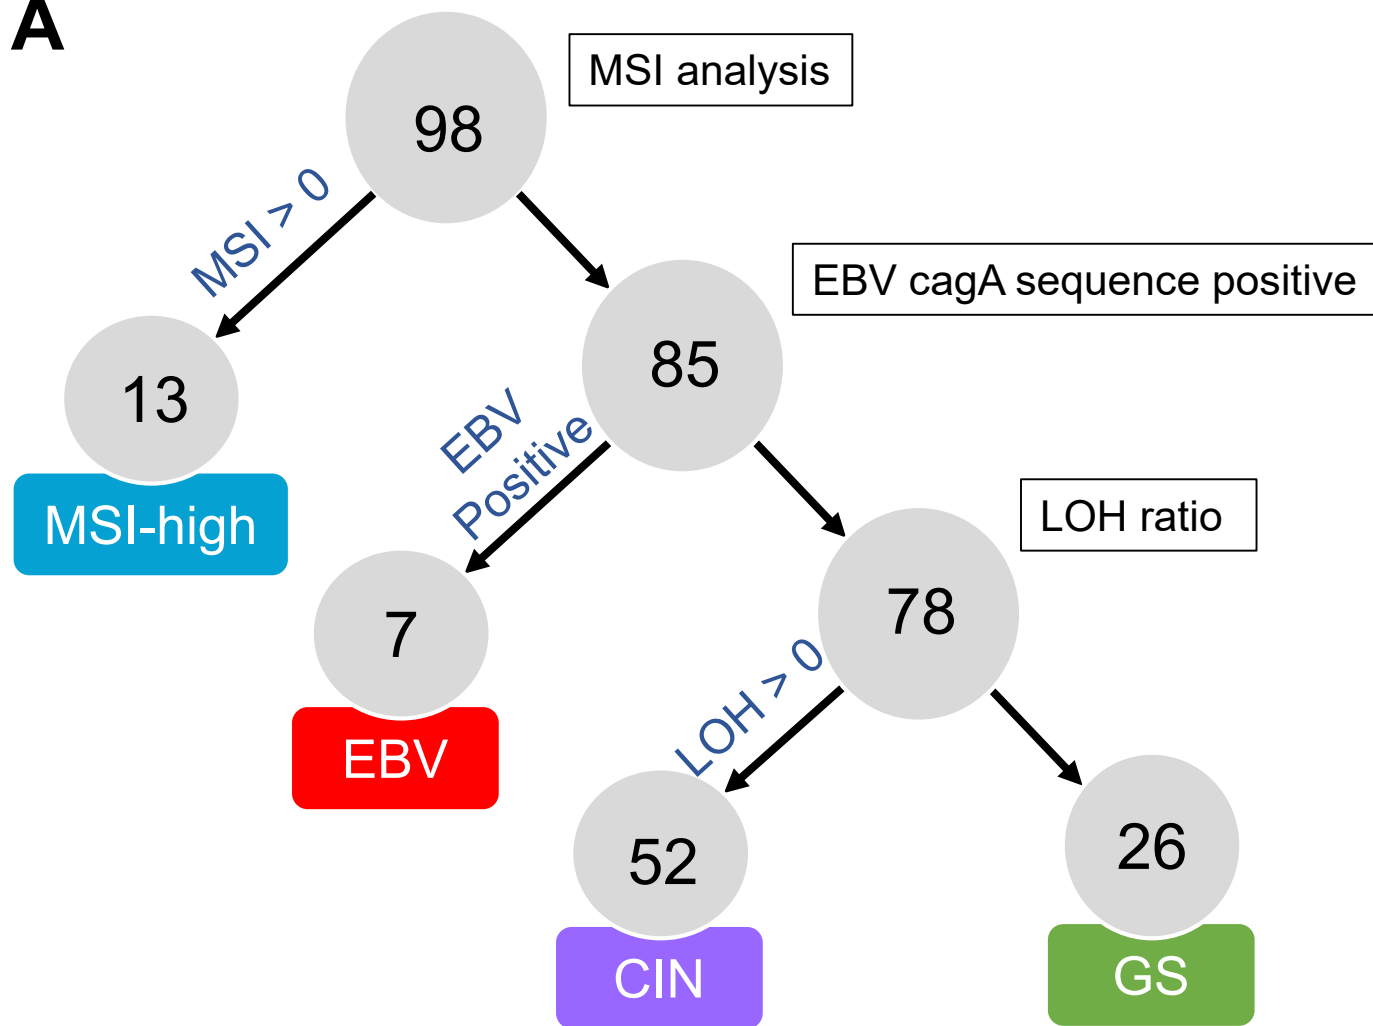 A
MSI analysis
98
MSI > 0
EBV cagA sequence positive
85
13
MSI-high
EBV
Positive
LOH ratio
78
7
EBV
LOH > 0
52
CIN
26
GS